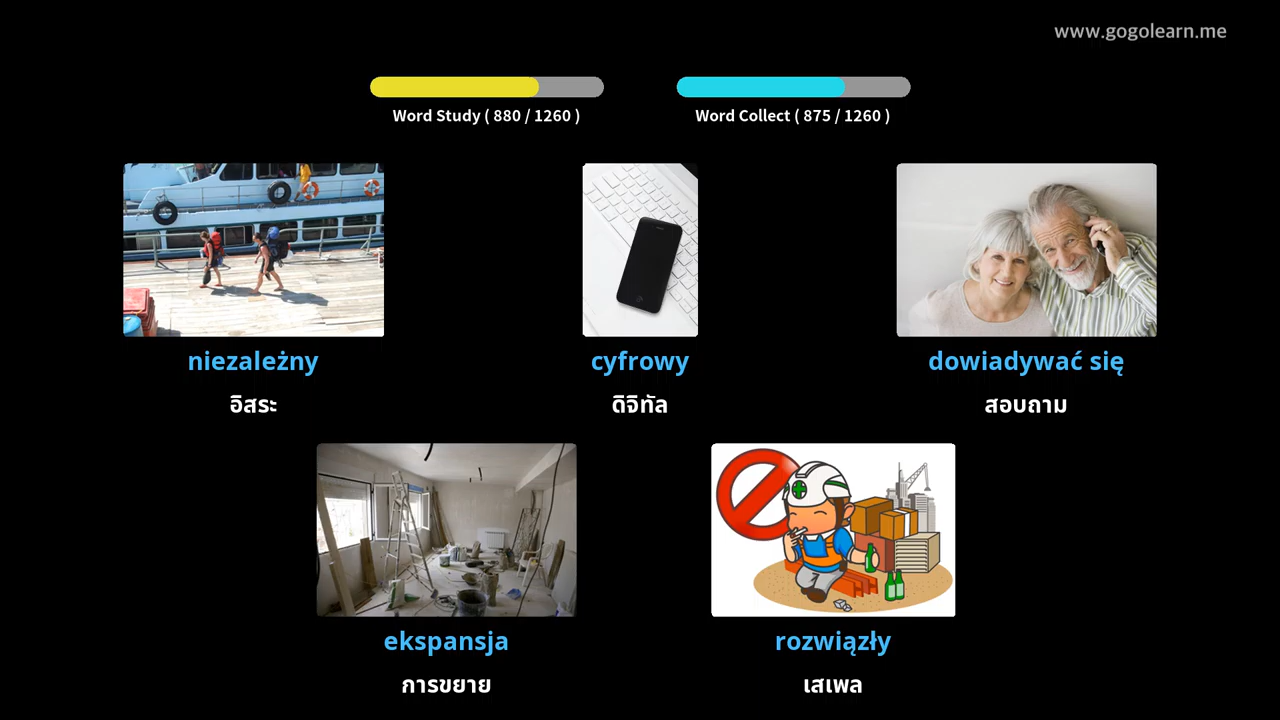 www.gogolearn.me
Word Study ( 880 / 1260 )
Word Collect ( 875 / 1260 )
niezależny
cyfrowy
dowiadywać się
อิสระ
ดิจิทัล
สอบถาม
ekspansja
rozwiązły
การขยาย
เสเพล